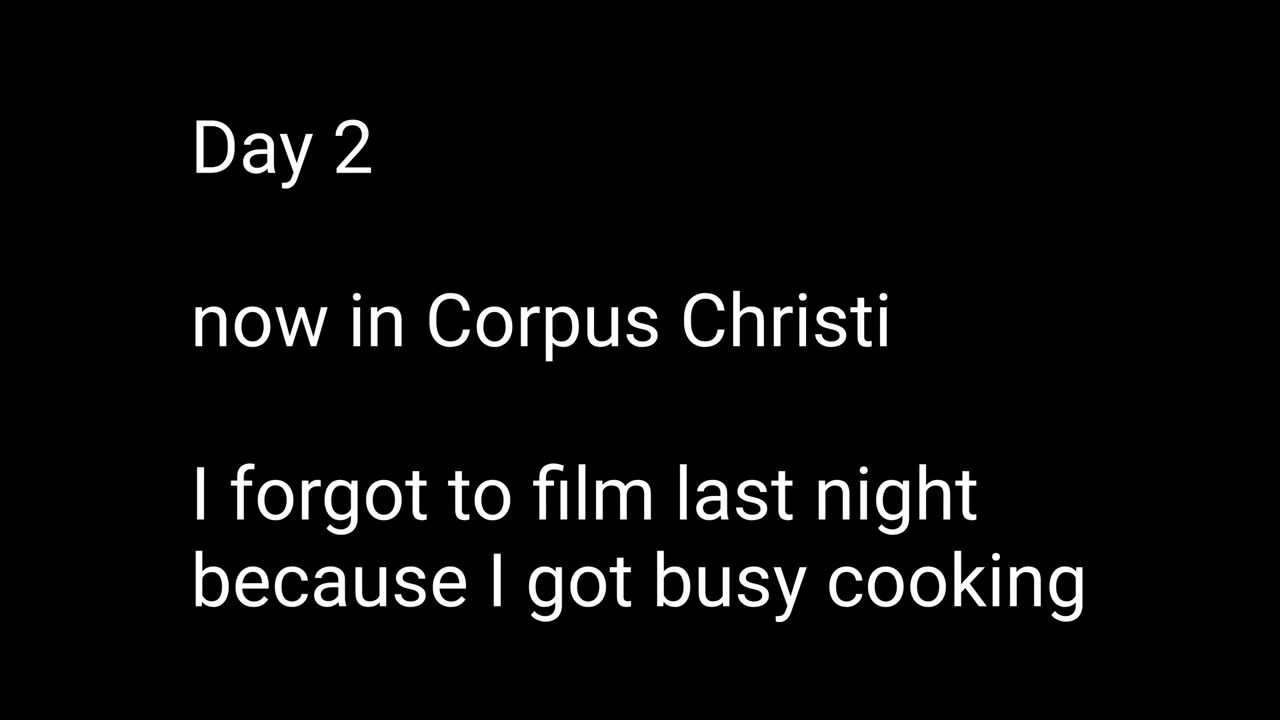 Day 2
now in Corpus Christi
I forgot to film last night
because I got busy cooking